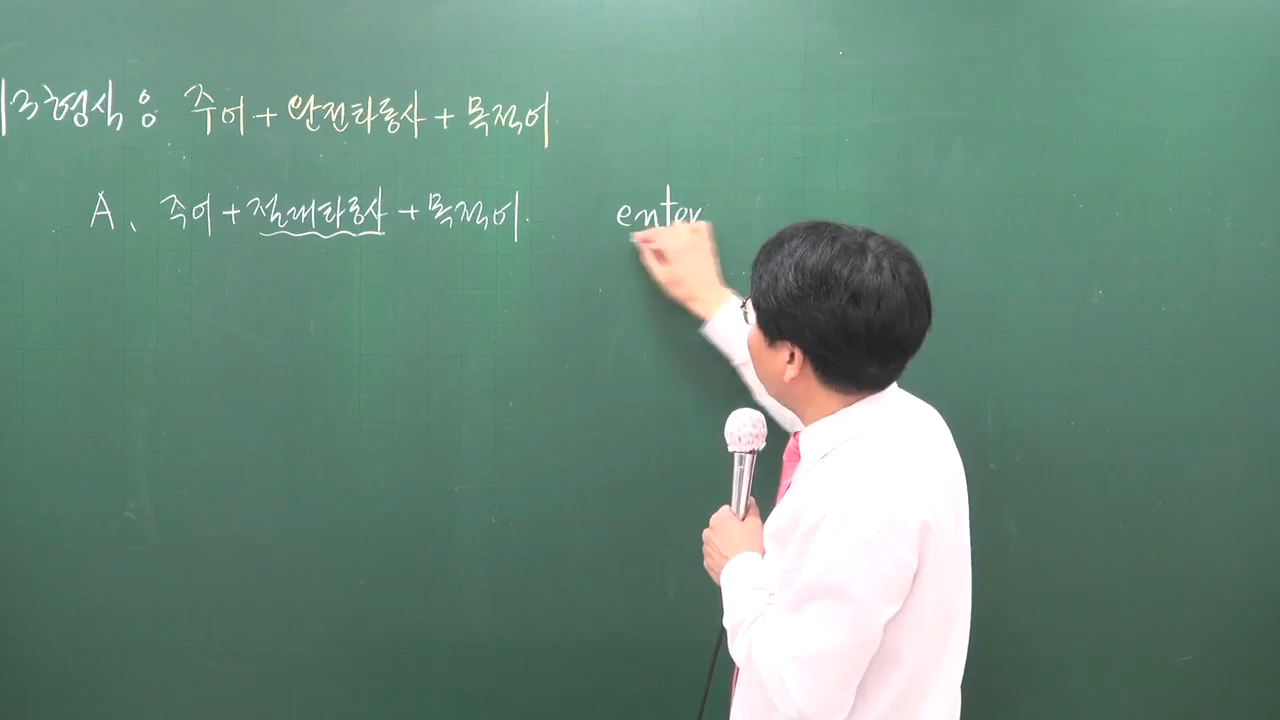 제3형식 : 주어 + 완전타동사 + 목적어
A. 주어 + 절대타동사 + 목적어 enter